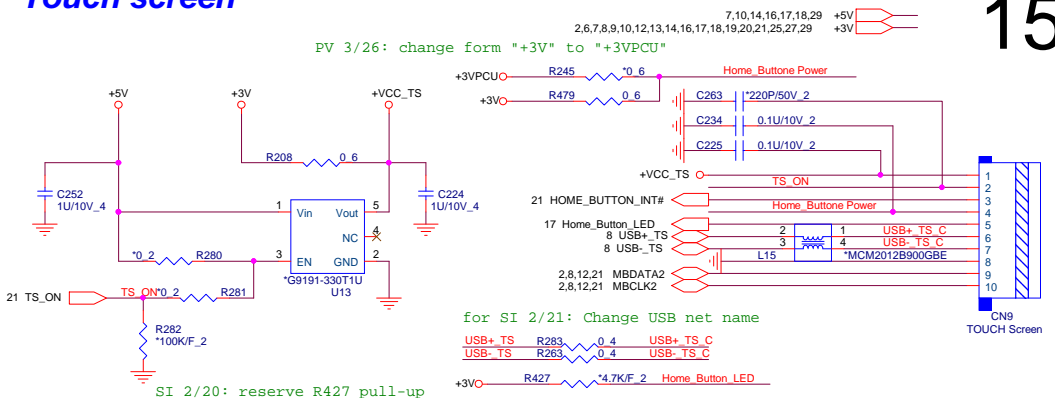 Touch screen
15
7,10,14,16,17,18,29 +5V
2,6,7,8,9,10,12,13,14,16,17,18,19,20,21,25,27,29 +3V
PV 3/26: change form "+3V" to "+3VPCU"
+3VPCU R245 *0_6 Home_Buttone Power
+3V R479 0_6
+5V +3V +VCC_TS
C263 *220P/50V_2
C234 0.1U/10V_2
C225 0.1U/10V_2
R208 0_6
C252 1U/10V_4
C224 1U/10V_4
1 Vin Vout 5
NC 4
3 EN GND 2
*G9191-330T1U
U13
*0_2 R280
21 TS_ON TS_ON *0_2 R281
R282
*100K/F_2
SI 2/20: reserve R427 pull-up
+VCC_TS 1
TS_ON 2
21 HOME_BUTTON_INT# 3
Home_Buttone Power 4
17 Home_Button_LED 5
8 USB+_TS 2 1 USB+_TS_C 6
8 USB-_TS 3 4 USB-_TS_C 7
L15 *MCM2012B900GBE 8
2,8,12,21 MBDATA2 9
2,8,12,21 MBCLK2 10
CN9
TOUCH Screen
for SI 2/21: Change USB net name
USB+_TS R283 0_4 USB+_TS_C
USB-_TS R263 0_4 USB-_TS_C
+3V R427 *4.7K/F_2 Home_Button_LED